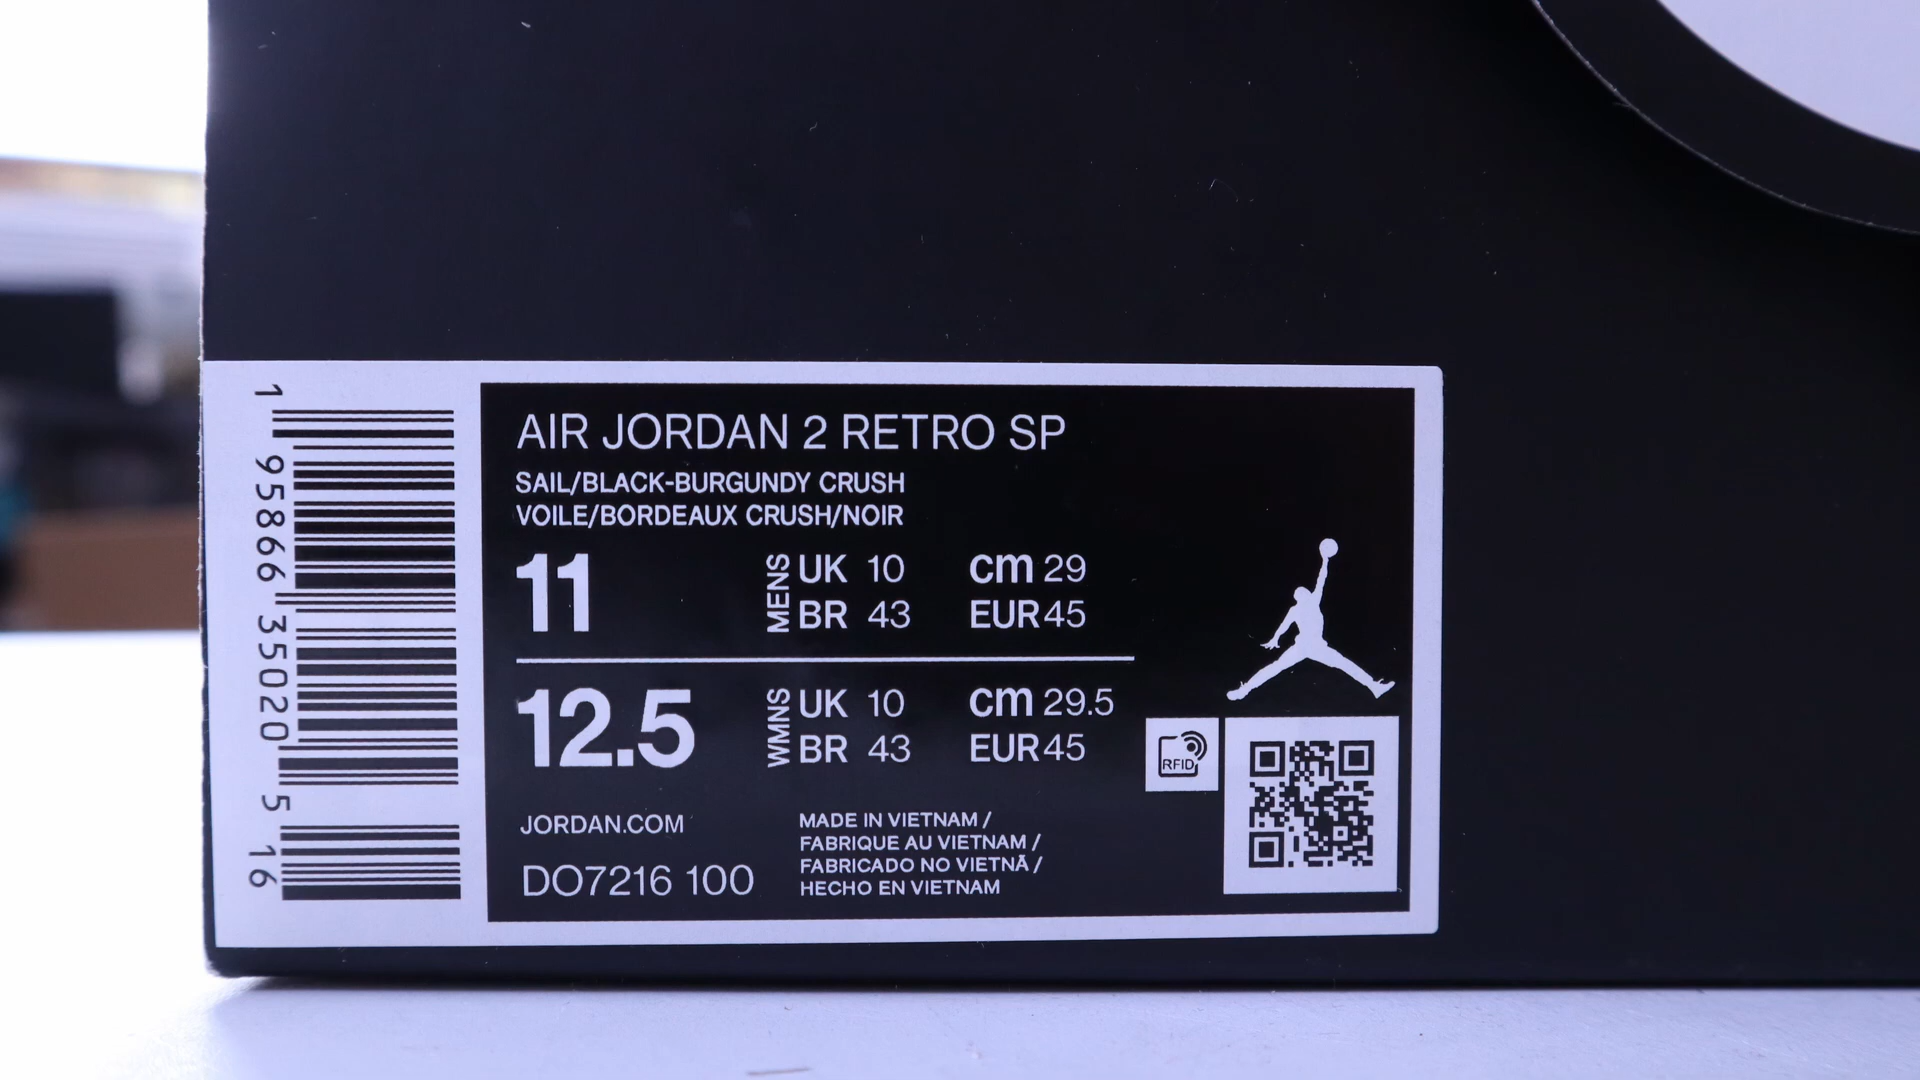 1 95866 35020 5 16
AIR JORDAN 2 RETRO SP
SAIL/BLACK-BURGUNDY CRUSH
VOILE/BORDEAUX CRUSH/NOIR
11 MENS UK 10 cm 29
BR 43 EUR 45
12.5 WMNS UK 10 cm 29.5
BR 43 EUR 45
RFID
JORDAN.COM
DO7216 100
MADE IN VIETNAM /
FABRIQUE AU VIETNAM /
FABRICADO NO VIETNÃ /
HECHO EN VIETNAM